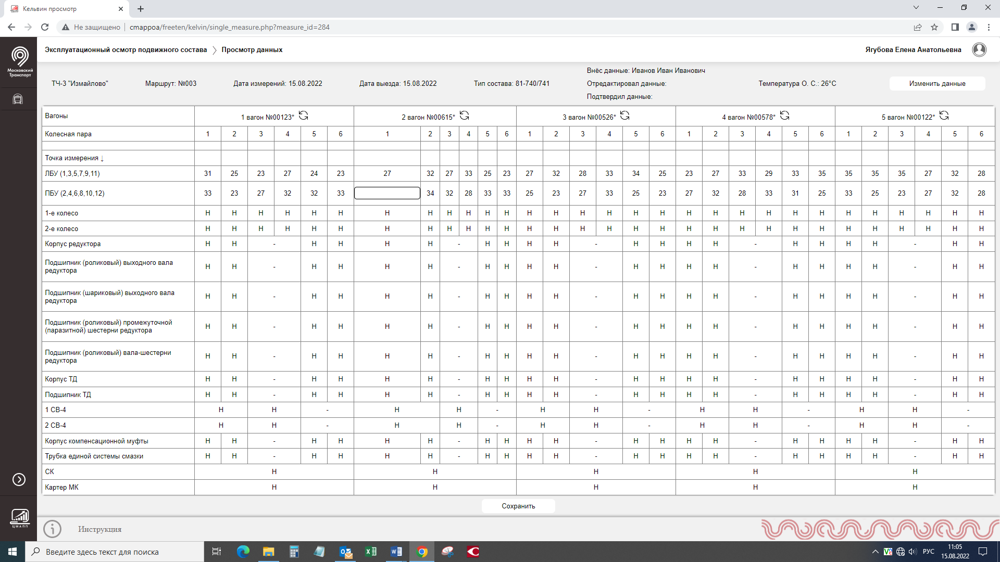 Кельвин просмотр
Не защищено
cmappoa/freeten/kelvin/single_measure.php?measure_id=284
Московский
Транспорт
Эксплуатационный осмотр подвижного состава
Просмотр данных
Ягубова Елена Анатольевна
ТЧ-3 "Измайлово"
Маршрут: №003
Дата измерений: 15.08.2022
Дата выезда: 15.08.2022
Тип состава: 81-740/741
Внёс данные: Иванов Иван Иванович
Отредактировал данные:
Подтвердил данные:
Температура О. С.: 26°C
Изменить данные
Вагоны 1 вагон №00123* 2 вагон №00615* 3 вагон №00526* 4 вагон №00578* 5 вагон №00122*
Колесная пара 1 2 3 4 5 6 1 2 3 4 5 6 1 2 3 4 5 6 1 2 3 4 5 6 1 2 3 4 5 6
Точка измерения ↓
ЛБУ (1,3,5,7,9,11) 31 25 23 27 24 23 27 32 27 33 25 23 27 32 28 33 34 25 23 27 33 29 33 35 35 35 35 27 32 28
ПБУ (2,4,6,8,10,12) 33 23 27 32 32 33 34 32 28 33 33 25 23 27 33 25 23 27 32 28 33 31 25 33 25 23 27 32 28
1-е колесо Н Н Н Н Н Н Н Н Н Н Н Н Н Н Н Н Н Н Н Н Н Н Н Н Н Н Н Н Н Н
2-е колесо Н Н Н Н Н Н Н Н Н Н Н Н Н Н Н Н Н Н Н Н Н Н Н Н Н Н Н Н Н Н
Корпус редуктора Н Н - Н Н Н Н - Н Н Н Н - Н Н Н Н - Н Н Н Н - Н Н
Подшипник (роликовый) выходного вала
редуктора Н Н - Н Н Н Н - Н Н Н Н - Н Н Н Н - Н Н Н Н - Н Н
Подшипник (шариковый) выходного вала
редуктора Н Н - Н Н Н Н - Н Н Н Н - Н Н Н Н - Н Н Н Н - Н Н
Подшипник (роликовый) промежуточной
(паразитной) шестерни редуктора Н Н - Н Н Н Н - Н Н Н Н - Н Н Н Н - Н Н Н Н - Н Н
Подшипник (роликовый) вала-шестерни
редуктора Н Н - Н Н Н Н - Н Н Н Н - Н Н Н Н - Н Н Н Н - Н Н
Корпус ТД Н Н - Н Н Н Н - Н Н Н Н - Н Н Н Н - Н Н Н Н - Н Н
Подшипник ТД Н Н - Н Н Н Н - Н Н Н Н - Н Н Н Н - Н Н Н Н - Н Н
1 СВ-4 Н Н - Н Н - Н Н - Н Н - Н Н -
2 СВ-4 Н Н - Н Н - Н Н - Н Н - Н Н -
Корпус компенсационной муфты Н Н - Н Н Н Н - Н Н Н Н - Н Н Н Н - Н Н Н Н - Н Н
Трубка единой системы смазки Н Н - Н Н Н Н - Н Н Н Н - Н Н Н Н - Н Н Н Н - Н Н
СК Н Н Н Н Н
Картер МК Н Н Н Н Н
Сохранить
ЦМАПП
Инструкция
Введите здесь текст для поиска
РУС
11:05
15.08.2022